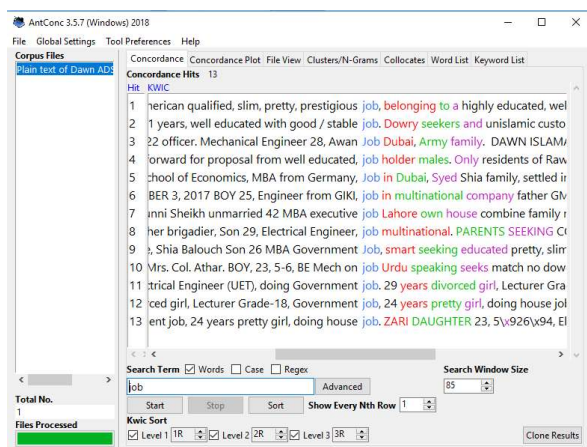 AntConc 3.5.7 (Windows) 2018
File Global Settings Tool Preferences Help
Corpus Files
Plain text of Dawn ADS
Concordance Concordance Plot File View Clusters/N-Grams Collocates Word List Keyword List
Concordance Hits 13
Hit KWIC
1 nerican qualified, slim, pretty, prestigious job, belonging to a highly educated, wel
2 1 years, well educated with good / stable job. Dowry seekers and unislamic custo
3 22 officer. Mechanical Engineer 28, Awan Job Dubai, Army family. DAWN ISLAMA
4 forward for proposal from well educated, job holder males. Only residents of Raw
5 chool of Economics, MBA from Germany, Job in Dubai, Syed Shia family, settled ir
6 BER 3, 2017 BOY 25, Engineer from GIKI, job in multinational company father GM
7 unni Sheikh unmarried 42 MBA executive job Lahore own house combine family r
8 her brigadier, Son 29, Electrical Engineer, job multinational. PARENTS SEEKING CO
9 , Shia Balouch Son 26 MBA Government Job, smart seeking educated pretty, slim
10 Mrs. Col. Athar. BOY, 23, 5-6, BE Mech on job Urdu speaking seeks match no dow
11 ctrical Engineer (UET), doing Government job. 29 years divorced girl, Lecturer Gra
12 rced girl, Lecturer Grade-18, Government job, 24 years pretty girl, doing house jol
13 ent job, 24 years pretty girl, doing house job. ZARI DAUGHTER 23, 5\x926\x94, El
Search Term Words Case Regex Search Window Size
job Advanced 85
Total No.
1
Start Stop Sort Show Every Nth Row 1
Files Processed
Kwic Sort
Level 1 1R Level 2 2R Level 3 3R Clone Results